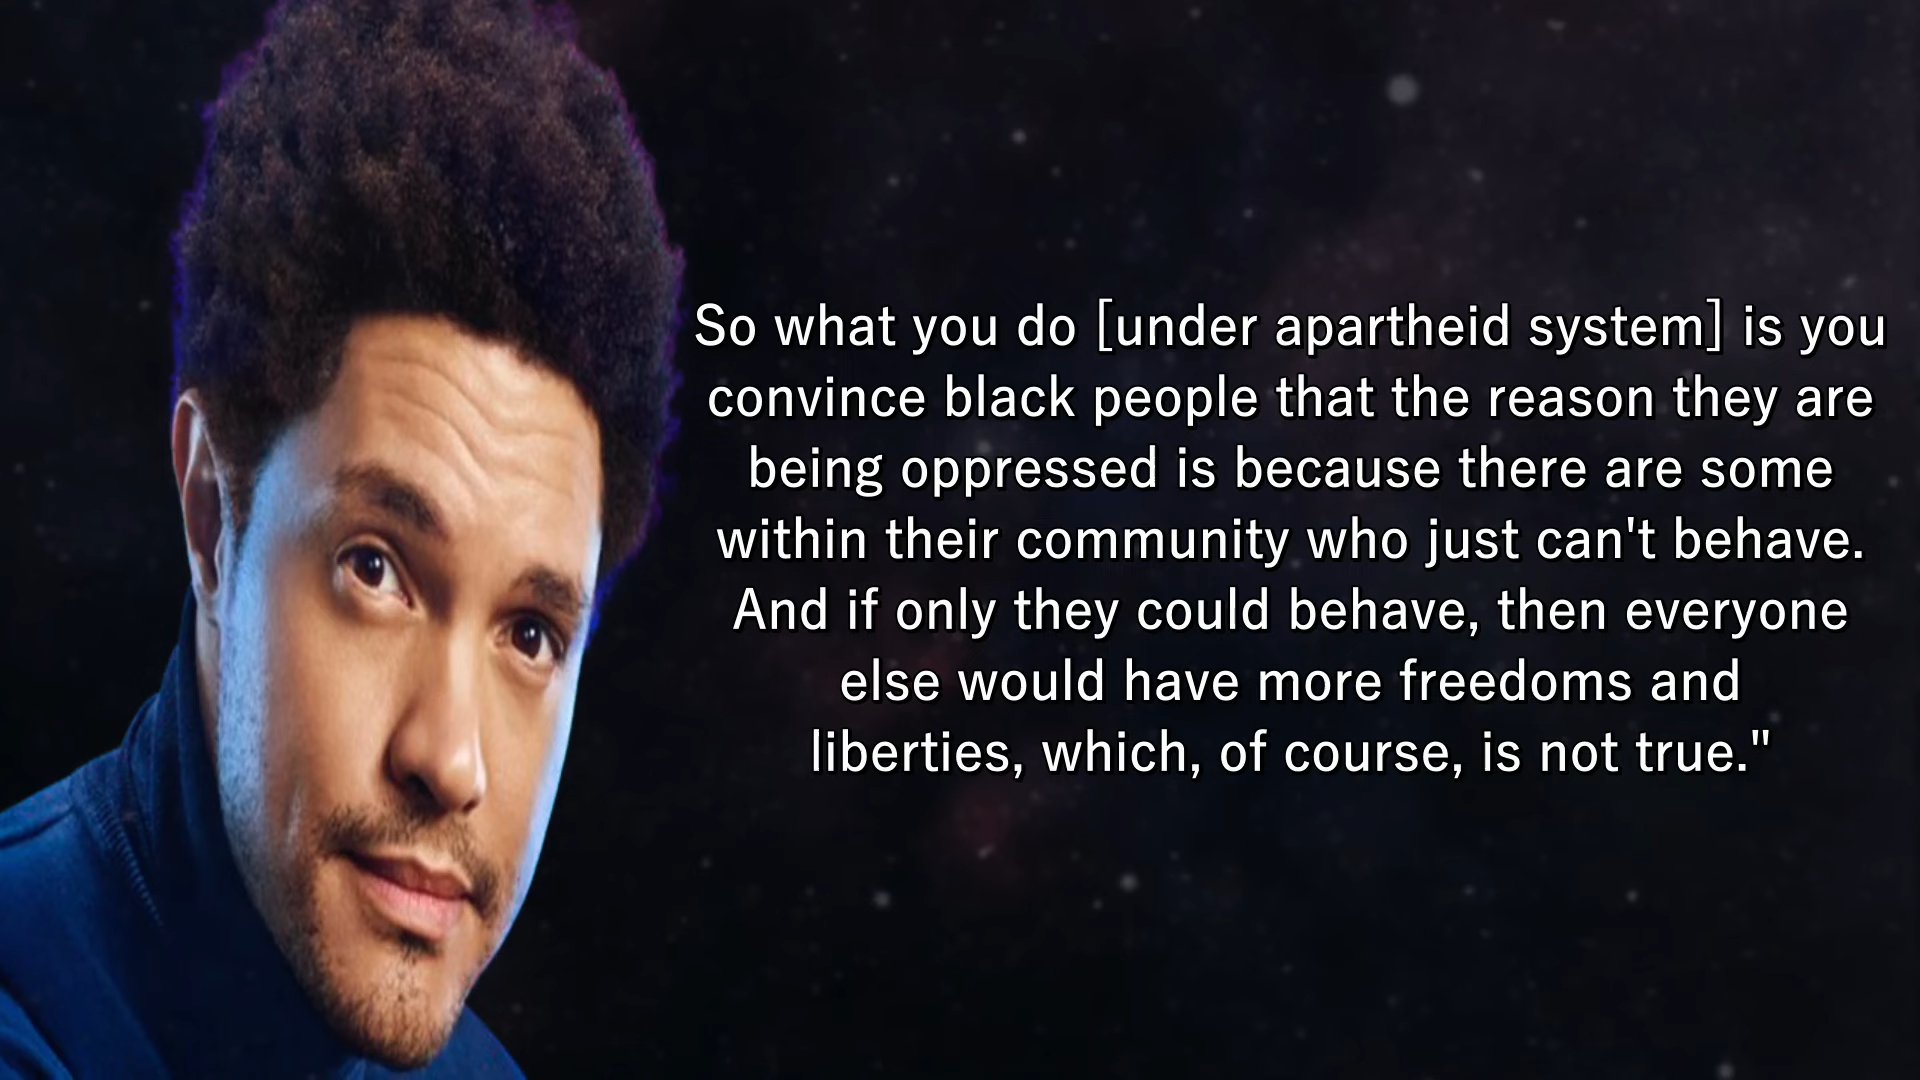 So what you do [under apartheid system] is you
convince black people that the reason they are
being oppressed is because there are some
within their community who just can't behave.
And if only they could behave, then everyone
else would have more freedoms and
liberties, which, of course, is not true."